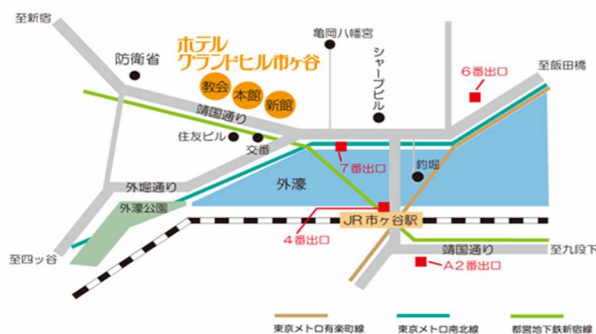 至新宿
防衛省
ホテル
グランドヒル市ヶ谷
教会
本館
新館
亀岡八幡宮
シャープビル
6番出口
至飯田橋
靖国通り
住友ビル
交番
7番出口
釣堀
外堀通り
外濠
外濠公園
JR市ヶ谷駅
4番出口
至四ッ谷
靖国通り
至九段下
A2番出口
東京メトロ有楽町線
東京メトロ南北線
都営地下鉄新宿線